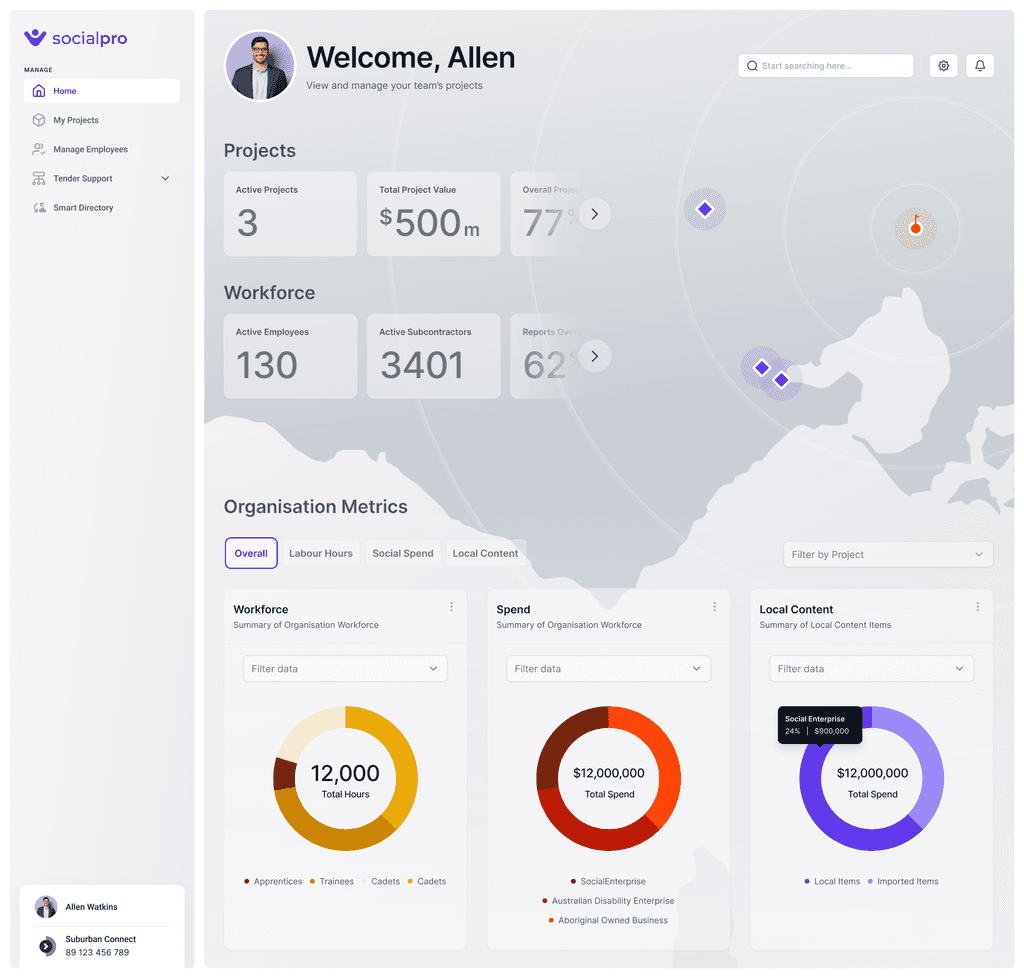 socialpro
MANAGE
Home
My Projects
Manage Employees
Tender Support
Smart Directory
Allen Watkins
Suburban Connect
89 123 456 789
Welcome, Allen
View and manage your team's projects
Start searching here...
Projects
Active Projects
3
Total Project Value
$500m
Overall
77%
Workforce
Active Employees
130
Active Subcontractors
3401
Reports
62
Organisation Metrics
Overall
Labour Hours
Social Spend
Local Content
Filter by Project
Workforce
Summary of Organisation Workforce
Filter data
12,000
Total Hours
Apprentices
Trainees
Cadets
Cadets
Spend
Summary of Organisation Workforce
Filter data
$12,000,000
Total Spend
SocialEnterprise
Australian Disability Enterprise
Aboriginal Owned Business
Local Content
Summary of Local Content Items
Filter data
Social Enterprise
24% | $900,000
$12,000,000
Total Spend
Local Items
Imported Items